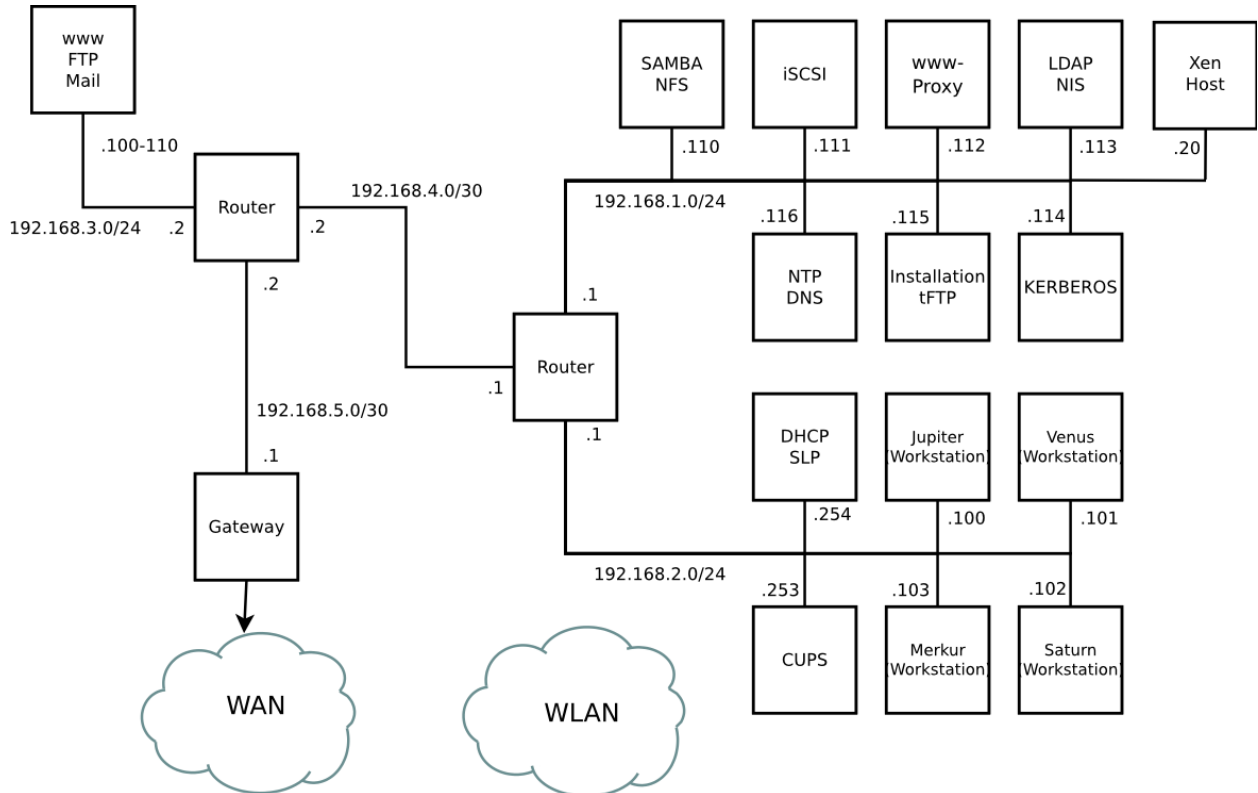 www
FTP
Mail
.100-110
192.168.3.0/24
.2
Router
.2
192.168.4.0/30
.2
192.168.5.0/30
.1
Gateway
WAN
SAMBA
NFS
.110
iSCSI
.111
www-
Proxy
.112
LDAP
NIS
.113
Xen
Host
.20
192.168.1.0/24
.116
NTP
DNS
.115
Installation
tFTP
.114
KERBEROS
.1
Router
.1
.1
DHCP
SLP
.254
Jupiter
(Workstation)
.100
Venus
(Workstation)
.101
192.168.2.0/24
.253
CUPS
.103
Merkur
(Workstation)
.102
Saturn
(Workstation)
WLAN